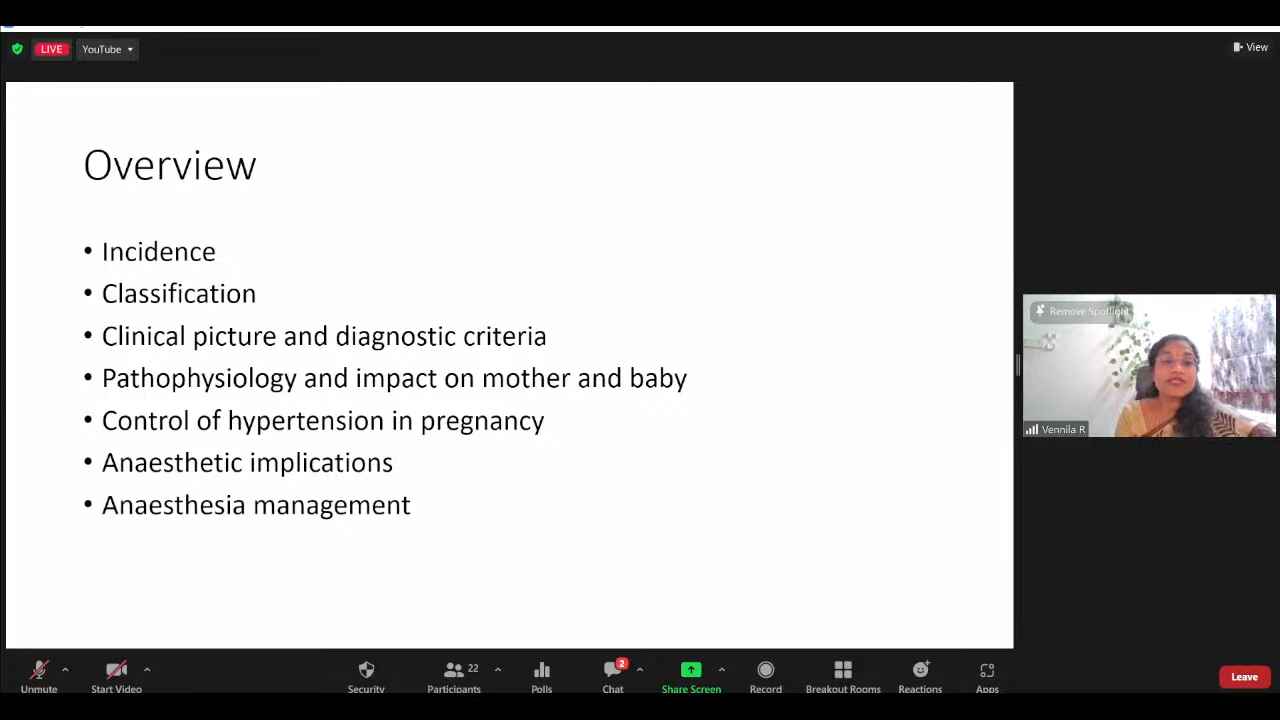 LIVE
YouTube
View
Overview
• Incidence
• Classification
• Clinical picture and diagnostic criteria
• Pathophysiology and impact on mother and baby
• Control of hypertension in pregnancy
• Anaesthetic implications
• Anaesthesia management
Remove Spotlight
Vennila R
22
2
Unmute
Start Video
Security
Participants
Polls
Chat
Share Screen
Record
Breakout Rooms
Reactions
Apps
Leave